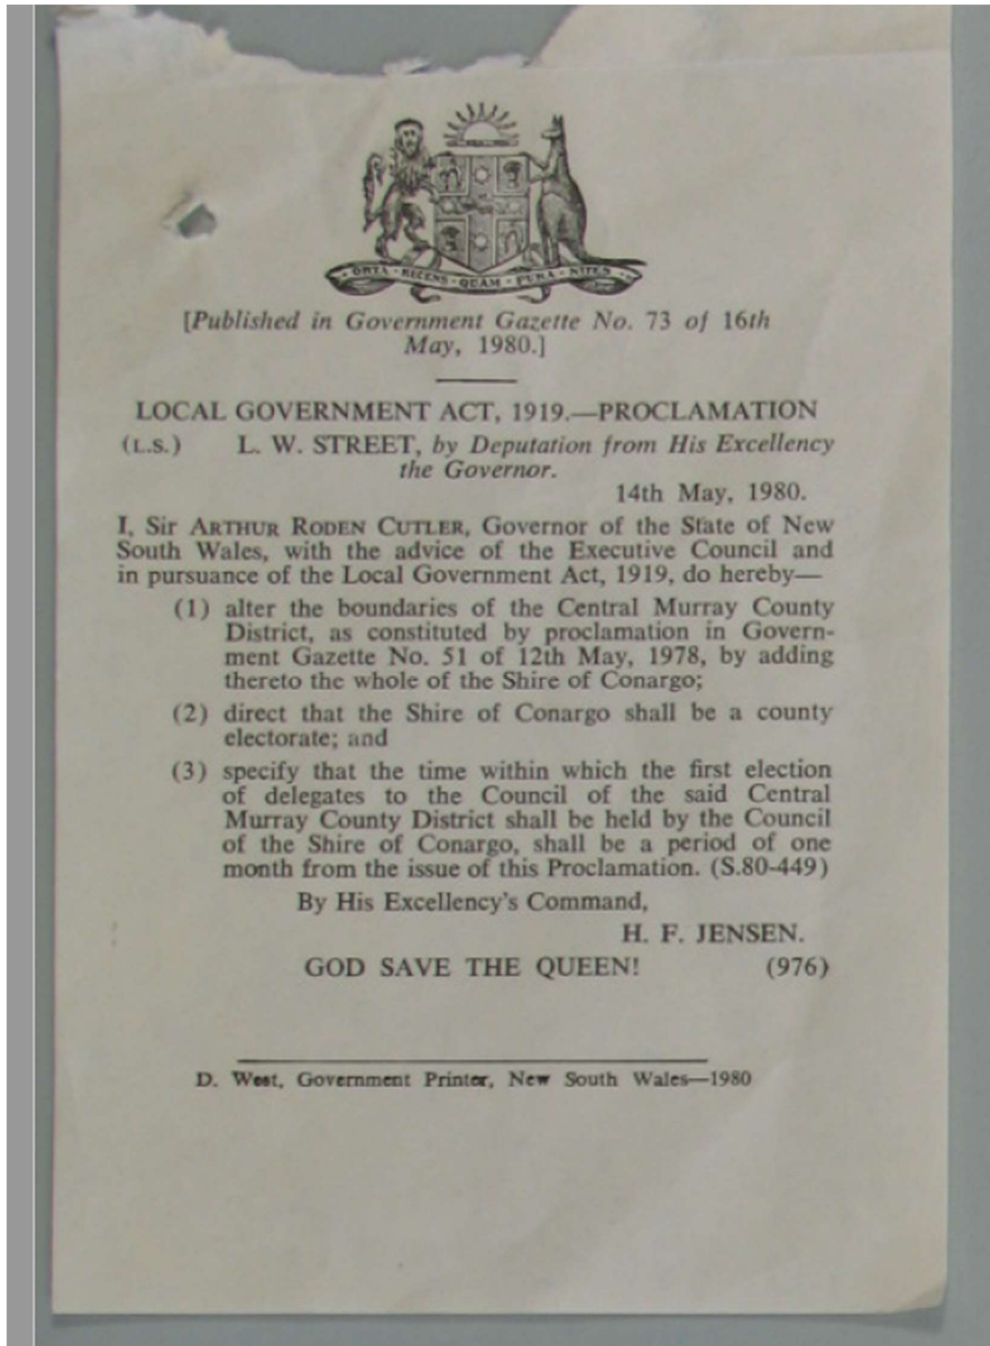 ORTA · RECENS · QUAM · PURA · NITES
[Published in Government Gazette No. 73 of 16th
May, 1980.]
LOCAL GOVERNMENT ACT, 1919.—PROCLAMATION
(L.S.) L. W. STREET, by Deputation from His Excellency
the Governor.
14th May, 1980.
I, Sir ARTHUR RODEN CUTLER, Governor of the State of New
South Wales, with the advice of the Executive Council and
in pursuance of the Local Government Act, 1919, do hereby—
(1) alter the boundaries of the Central Murray County
District, as constituted by proclamation in Govern-
ment Gazette No. 51 of 12th May, 1978, by adding
thereto the whole of the Shire of Conargo;
(2) direct that the Shire of Conargo shall be a county
electorate; and
(3) specify that the time within which the first election
of delegates to the Council of the said Central
Murray County District shall be held by the Council
of the Shire of Conargo, shall be a period of one
month from the issue of this Proclamation. (S.80-449)
By His Excellency's Command,
H. F. JENSEN.
GOD SAVE THE QUEEN! (976)
D. West, Government Printer, New South Wales—1980